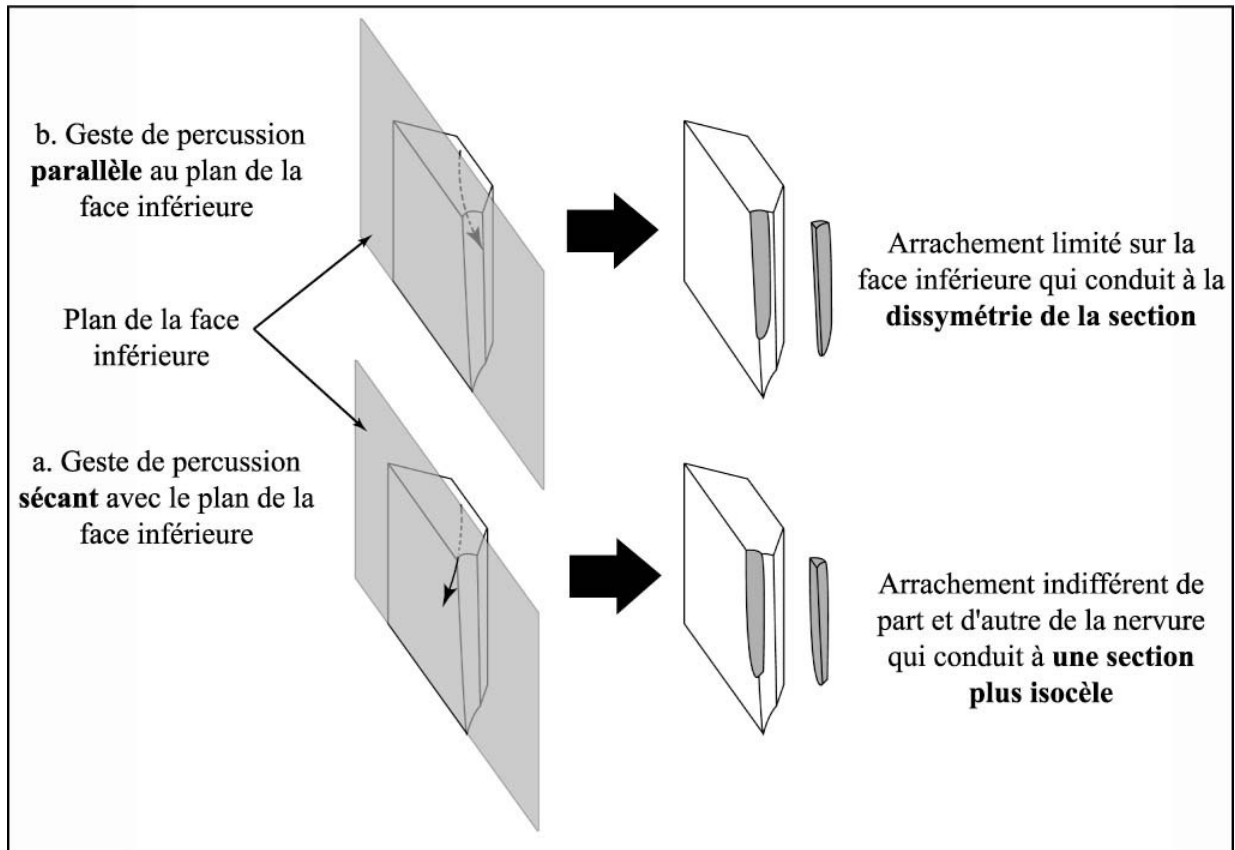 b. Geste de percussion
parallèle au plan de la
face inférieure
Arrachement limité sur la
face inférieure qui conduit à la
dissymétrie de la section
Plan de la face
inférieure
a. Geste de percussion
sécant avec le plan de la
face inférieure
Arrachement indifférent de
part et d'autre de la nervure
qui conduit à une section
plus isocèle